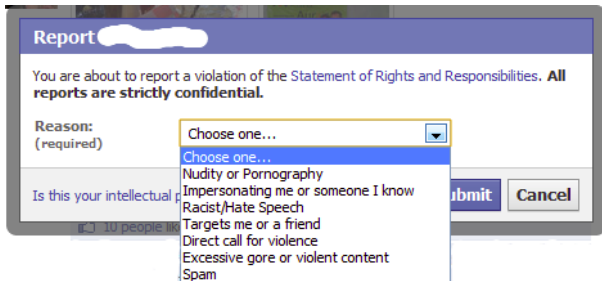 Report
You are about to report a violation of the Statement of Rights and Responsibilities. All
reports are strictly confidential.
Reason:
(required)
Choose one...
Choose one...
Nudity or Pornography
Impersonating me or someone I know
Racist/Hate Speech
Targets me or a friend
Direct call for violence
Excessive gore or violent content
Spam
Is this your intellectual
Cancel
10 people